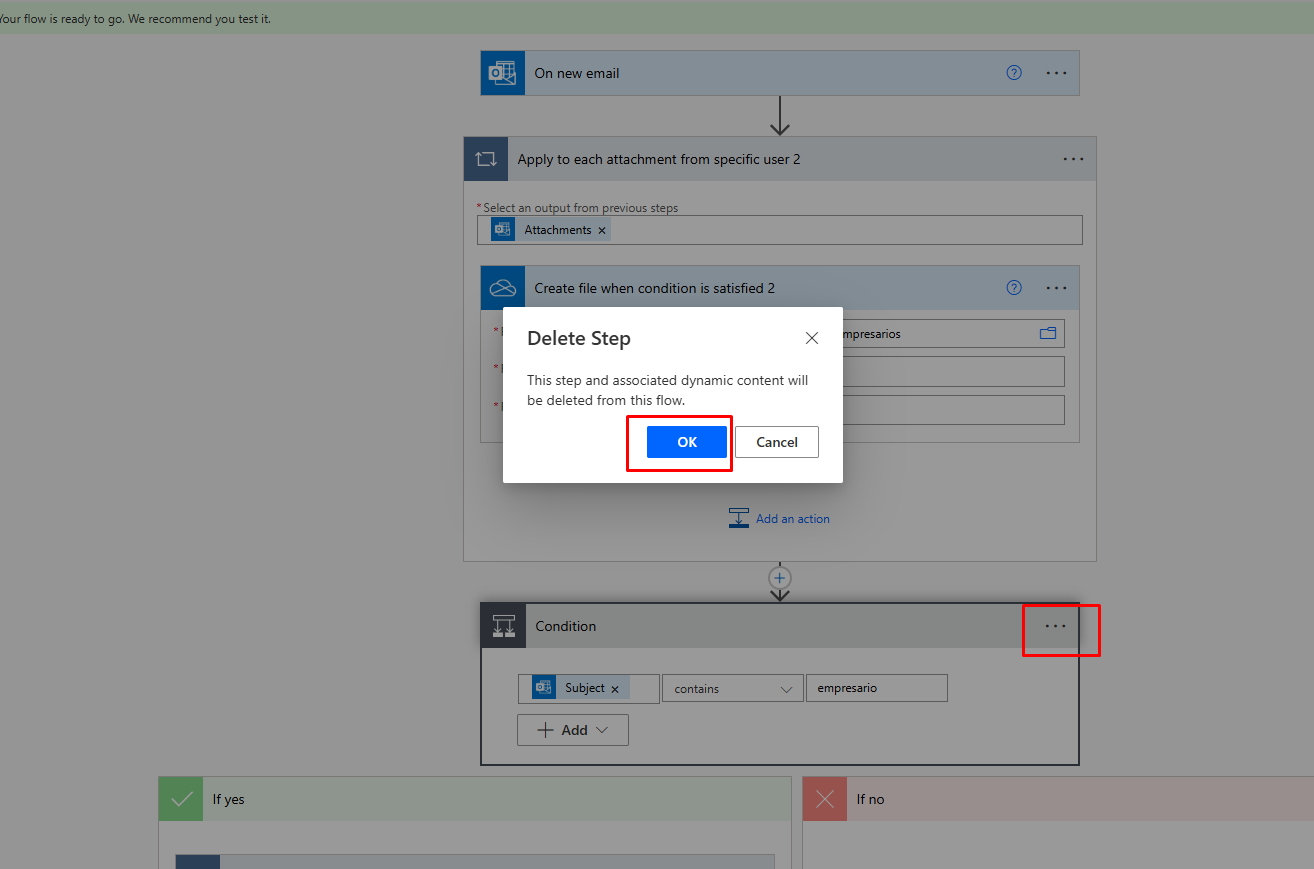 Your flow is ready to go. We recommend you test it.
On new email
Apply to each attachment from specific user 2
*Select an output from previous steps
Attachments
Create file when condition is satisfied 2
Delete Step
This step and associated dynamic content will
be deleted from this flow.
OK Cancel
Add an action
Condition
Subject contains empresario
Add
If yes If no